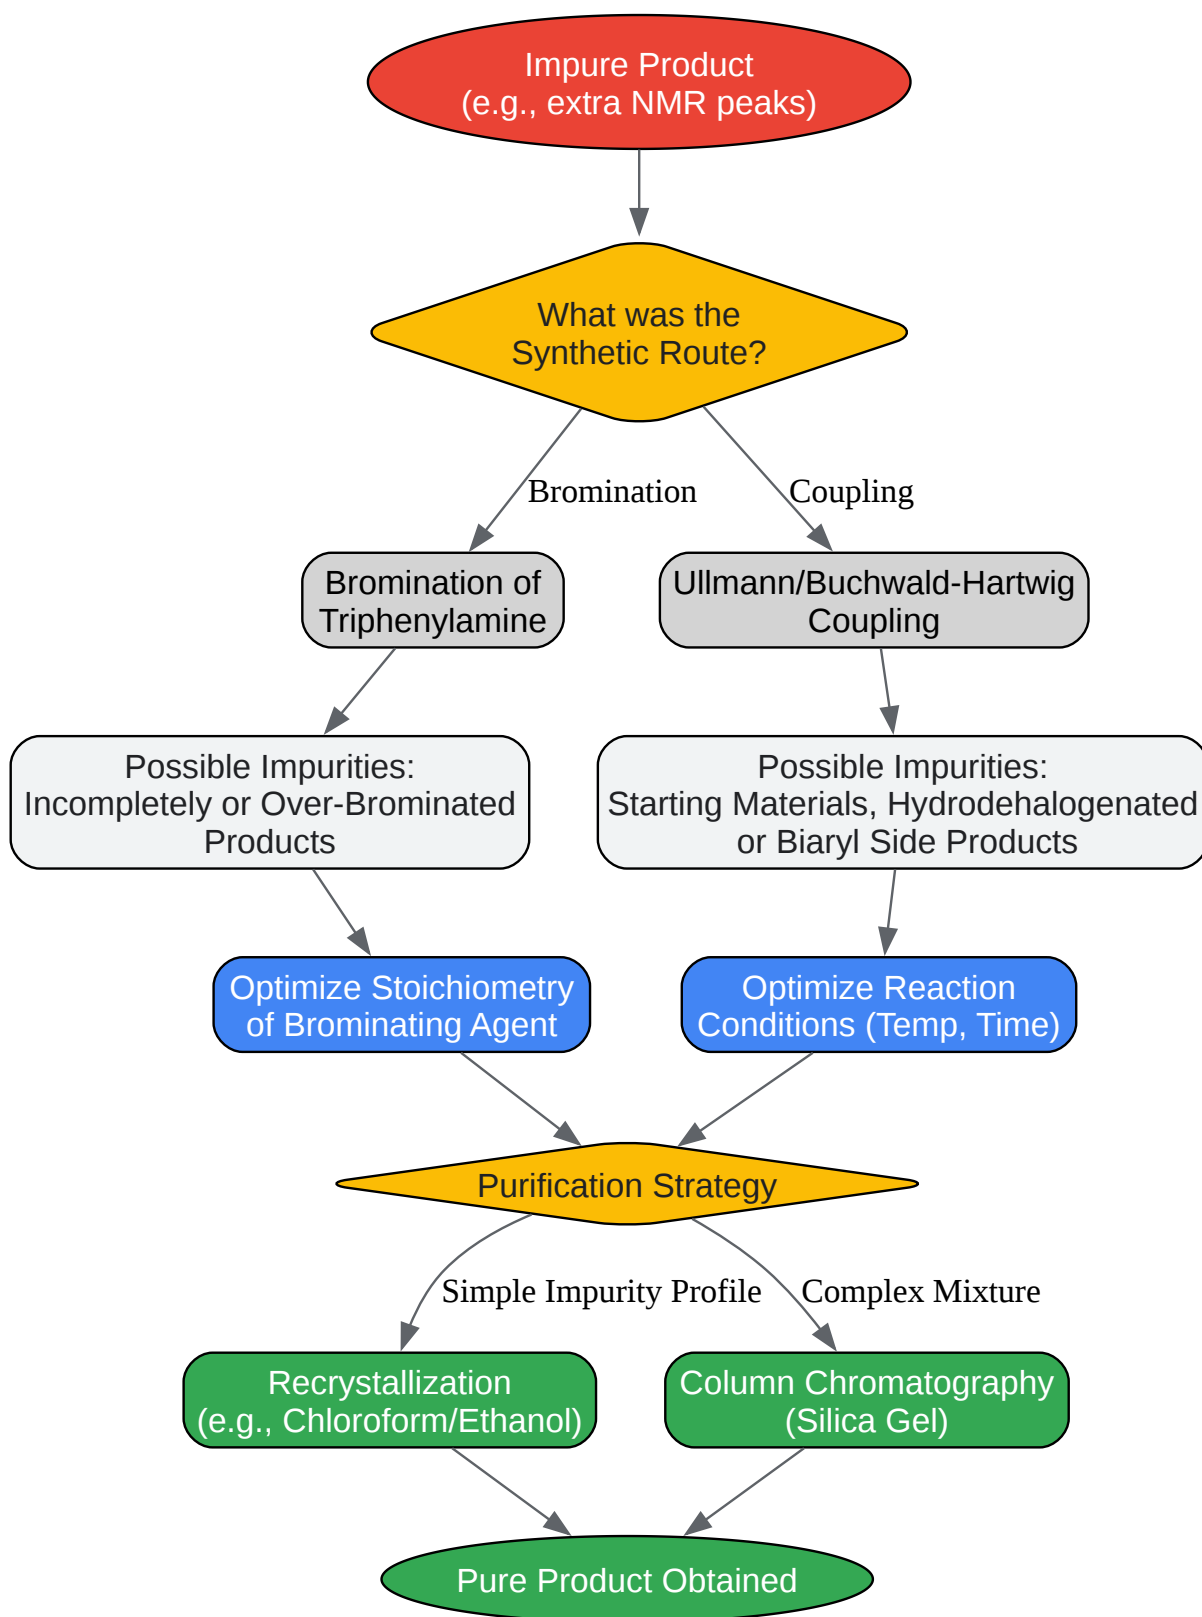 Impure Product
(e.g., extra NMR peaks)
What was the
Synthetic Route?
Bromination
Coupling
Bromination of
Triphenylamine
Ullmann/Buchwald-Hartwig
Coupling
Possible Impurities:
Incompletely or Over-Brominated
Products
Possible Impurities:
Starting Materials, Hydrodehalogenated
or Biaryl Side Products
Optimize Stoichiometry
of Brominating Agent
Optimize Reaction
Conditions (Temp, Time)
Purification Strategy
Simple Impurity Profile
Complex Mixture
Recrystallization
(e.g., Chloroform/Ethanol)
Column Chromatography
(Silica Gel)
Pure Product Obtained